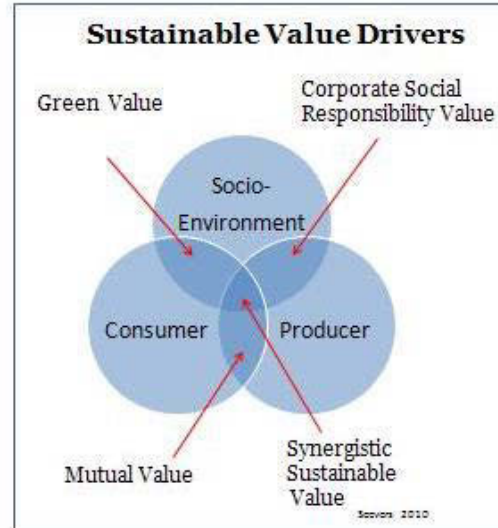 Sustainable Value Drivers
Green Value
Corporate Social
Responsibility Value
Socio-
Environment
Consumer
Producer
Mutual Value
Synergistic
Sustainable
Value
2010